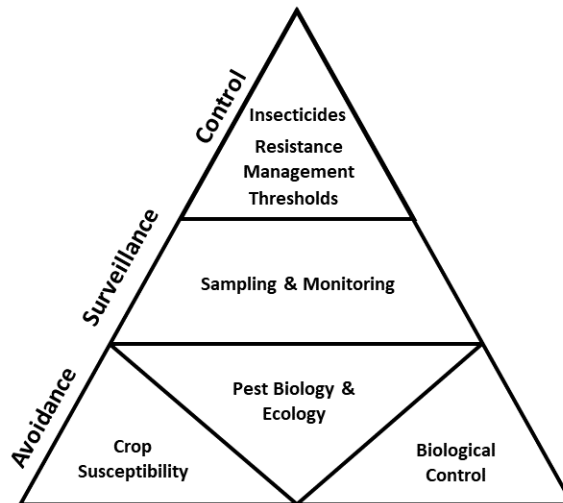 Control
Insecticides
Resistance
Management
Thresholds
Surveillance
Sampling & Monitoring
Avoidance
Pest Biology &
Ecology
Crop
Susceptibility
Biological
Control